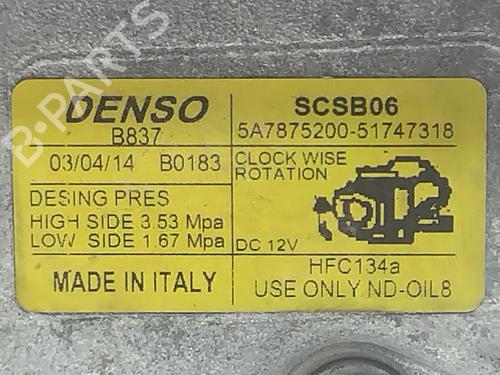 B-PARTS
DENSO
B837
03/04/14 B0183
DESING PRES
HIGH SIDE 3.53 Mpa
LOW SIDE 1.67 Mpa
MADE IN ITALY
SCSB06
5A7875200-51747318
CLOCK WISE
ROTATION
DC 12V
HFC134a
USE ONLY ND-OIL8